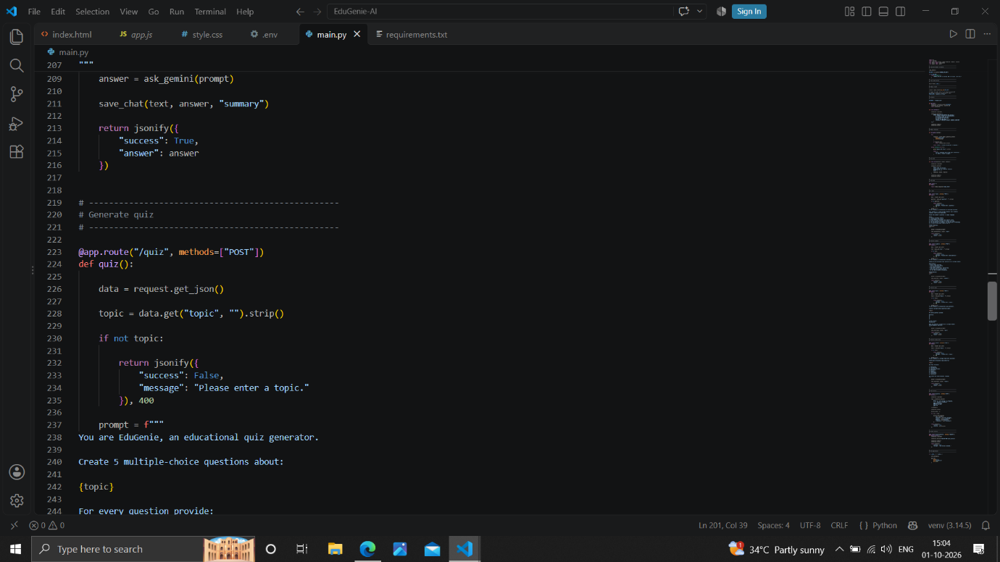 File Edit Selection View Go Run Terminal Help EduGenie-AI Sign In
index.html JS app.js # style.css .env main.py requirements.txt
main.py
207 """
209 answer = ask_gemini(prompt)
210
211 save_chat(text, answer, "summary")
212
213 return jsonify({
214 "success": True,
215 "answer": answer
216 })
217
218
219 # -------------------------------------------------
220 # Generate quiz
221 # -------------------------------------------------
222
223 @app.route("/quiz", methods=["POST"])
224 def quiz():
225
226 data = request.get_json()
227
228 topic = data.get("topic", "").strip()
229
230 if not topic:
231
232 return jsonify({
233 "success": False,
234 "message": "Please enter a topic."
235 }), 400
236
237 prompt = f"""
238 You are EduGenie, an educational quiz generator.
239
240 Create 5 multiple-choice questions about:
241
242 {topic}
243
244 For every question provide:
0 0 Ln 201, Col 39 Spaces: 4 UTF-8 CRLF { } Python venv (3.14.5)
Type here to search 1 34°C Partly sunny ENG 15:04
01-10-2026